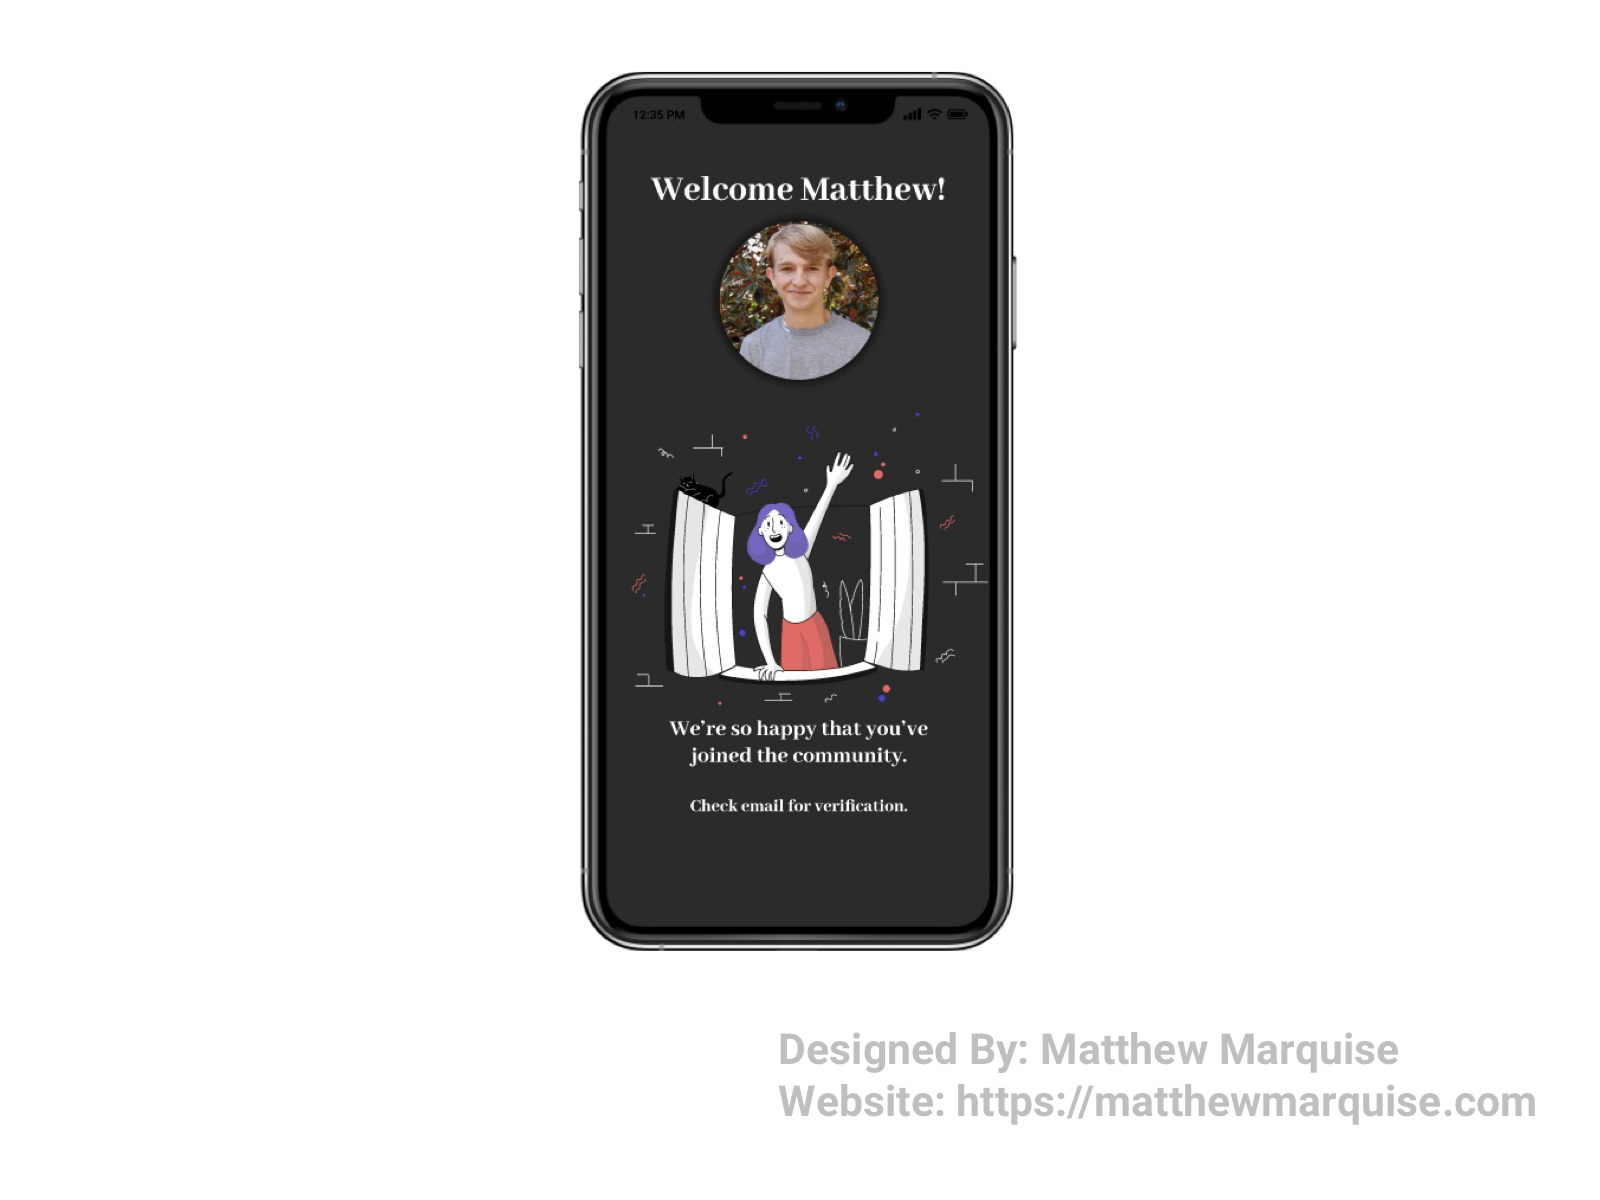 12:35 PM
Welcome Matthew!
We're so happy that you've
joined the community.
Check email for verification.
Designed By: Matthew Marquise
Website: https://matthewmarquise.com